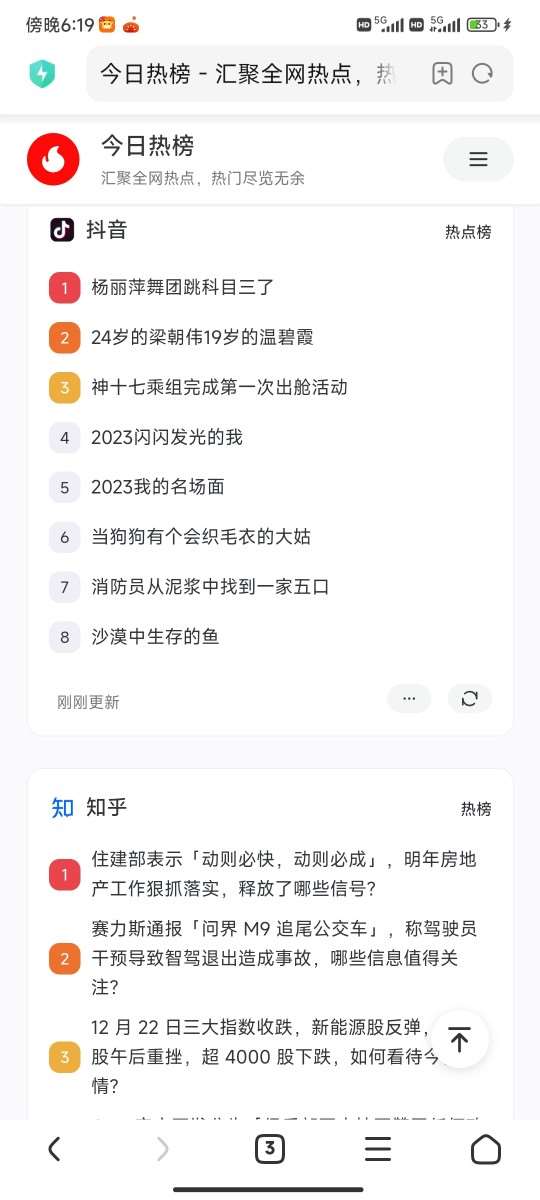 傍晚6:19
HD 5G HD 5G 33
今日热榜 - 汇聚全网热点，热
今日热榜
汇聚全网热点，热门尽览无余
抖音 热点榜
1 杨丽萍舞团跳科目三了
2 24岁的梁朝伟19岁的温碧霞
3 神十七乘组完成第一次出舱活动
4 2023闪闪发光的我
5 2023我的名场面
6 当狗狗有个会织毛衣的大姑
7 消防员从泥浆中找到一家五口
8 沙漠中生存的鱼
刚刚更新
知 知乎 热榜
1 住建部表示「动则必快，动则必成」，明年房地
产工作狠抓落实，释放了哪些信号？
2 赛力斯通报「问界 M9 追尾公交车」，称驾驶员
干预导致智驾退出造成事故，哪些信息值得关
注？
3 12 月 22 日三大指数收跌，新能源股反弹，
股午后重挫，超 4000 股下跌，如何看待今
情？
3